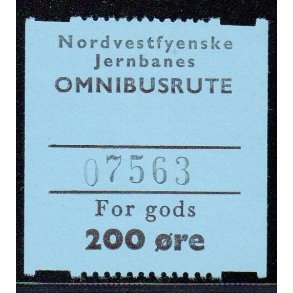 Nordvestfyenske
Jernbanes
OMNIBUSRUTE
07563
For gods
200 øre